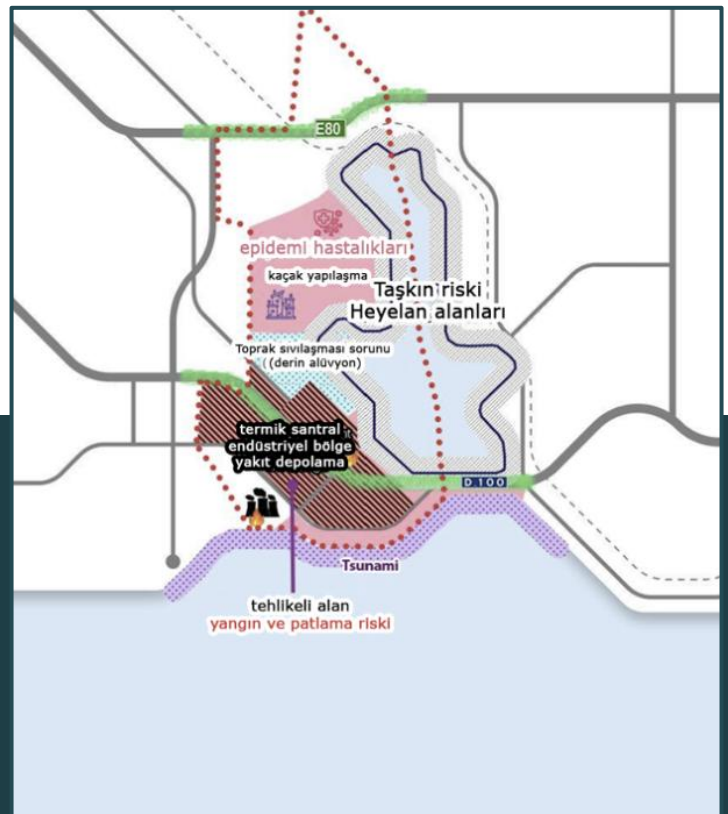 E80
epidemi hastalıkları
kaçak yapılaşma
Taşkın riski
Heyelan alanları
Toprak sıvılaşması sorunu
((derin alüvyon)
termik santral
endüstriyel bölge
yakıt depolama
D.100
Tsunami
tehlikeli alan
yangın ve patlama riski